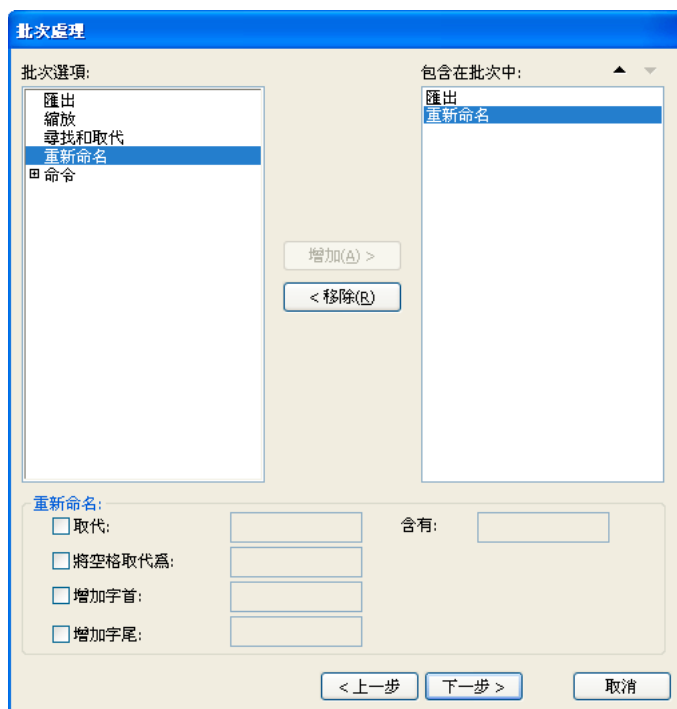 批次處理
批次選項:
包含在批次中:
匯出
縮放
尋找和取代
重新命名
命令
匯出
重新命名
增加(A) >
< 移除(R)
重新命名:
取代:
含有:
將空格取代爲:
增加字首:
增加字尾:
< 上一步
下一步 >
取消